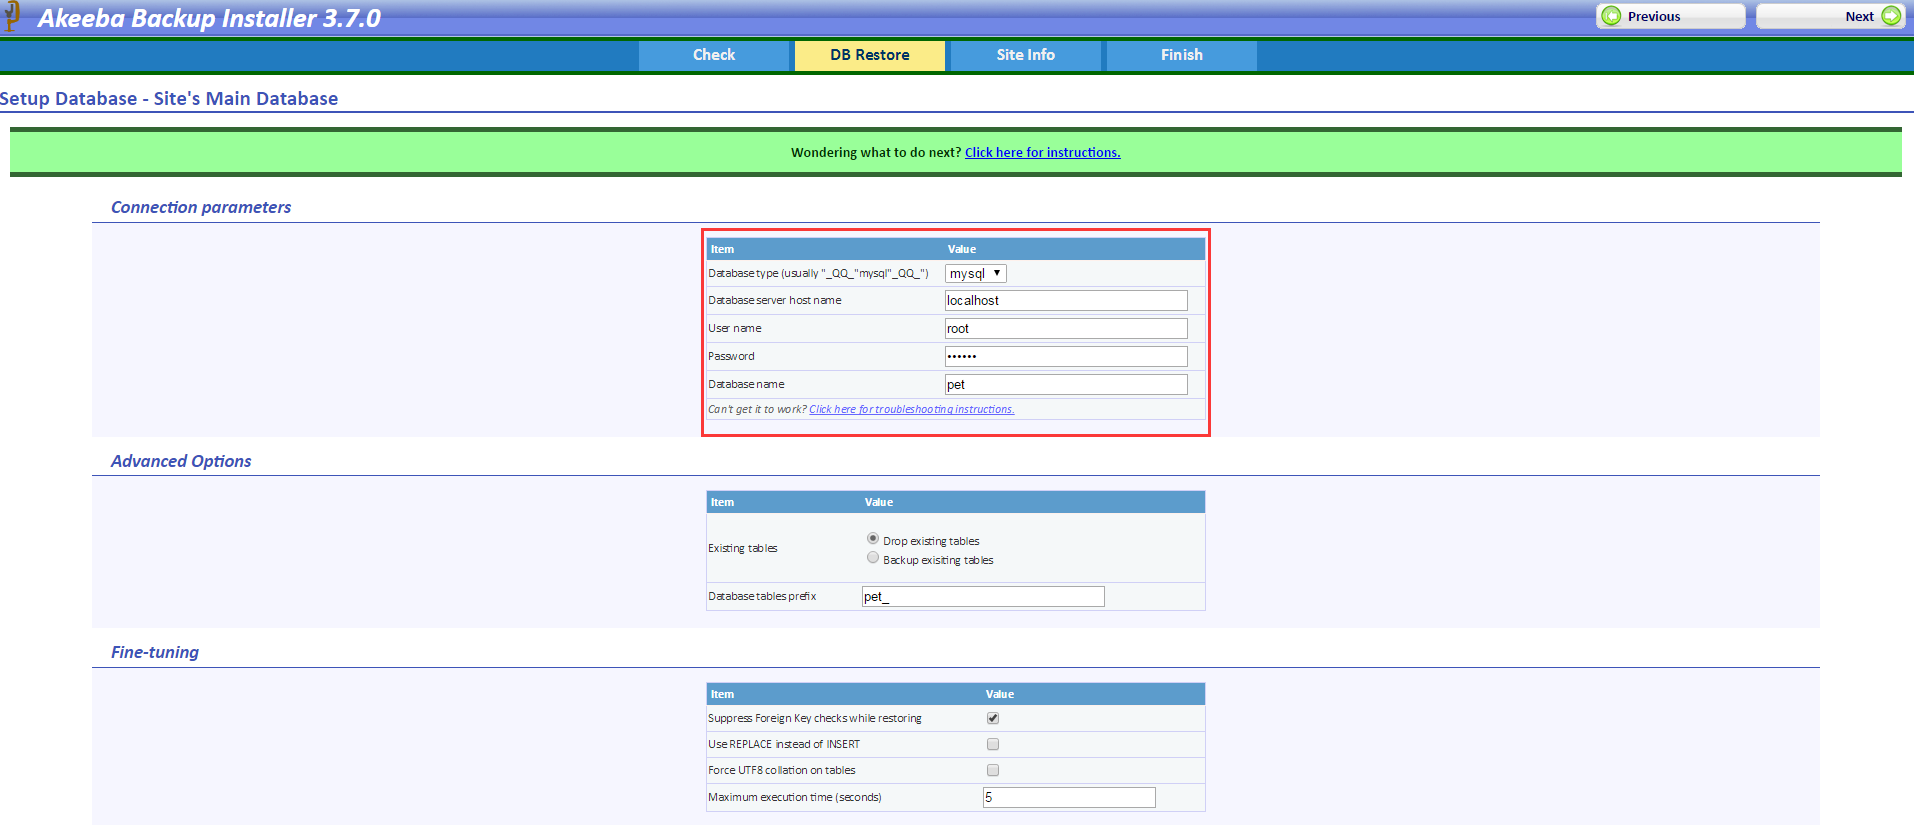 Akeeba Backup Installer 3.7.0
Previous
Next
Check
DB Restore
Site Info
Finish
Setup Database - Site's Main Database
Wondering what to do next? Click here for instructions.
Connection parameters
Item Value
Database type (usually "_QQ_"mysql"_QQ_") mysql
Database server host name localhost
User name root
Password ••••••
Database name pet
Can't get it to work? Click here for troubleshooting instructions.
Advanced Options
Item Value
Existing tables
Drop existing tables
Backup exisiting tables
Database tables prefix pet_
Fine-tuning
Item Value
Suppress Foreign Key checks while restoring
Use REPLACE instead of INSERT
Force UTF8 collation on tables
Maximum execution time (seconds) 5